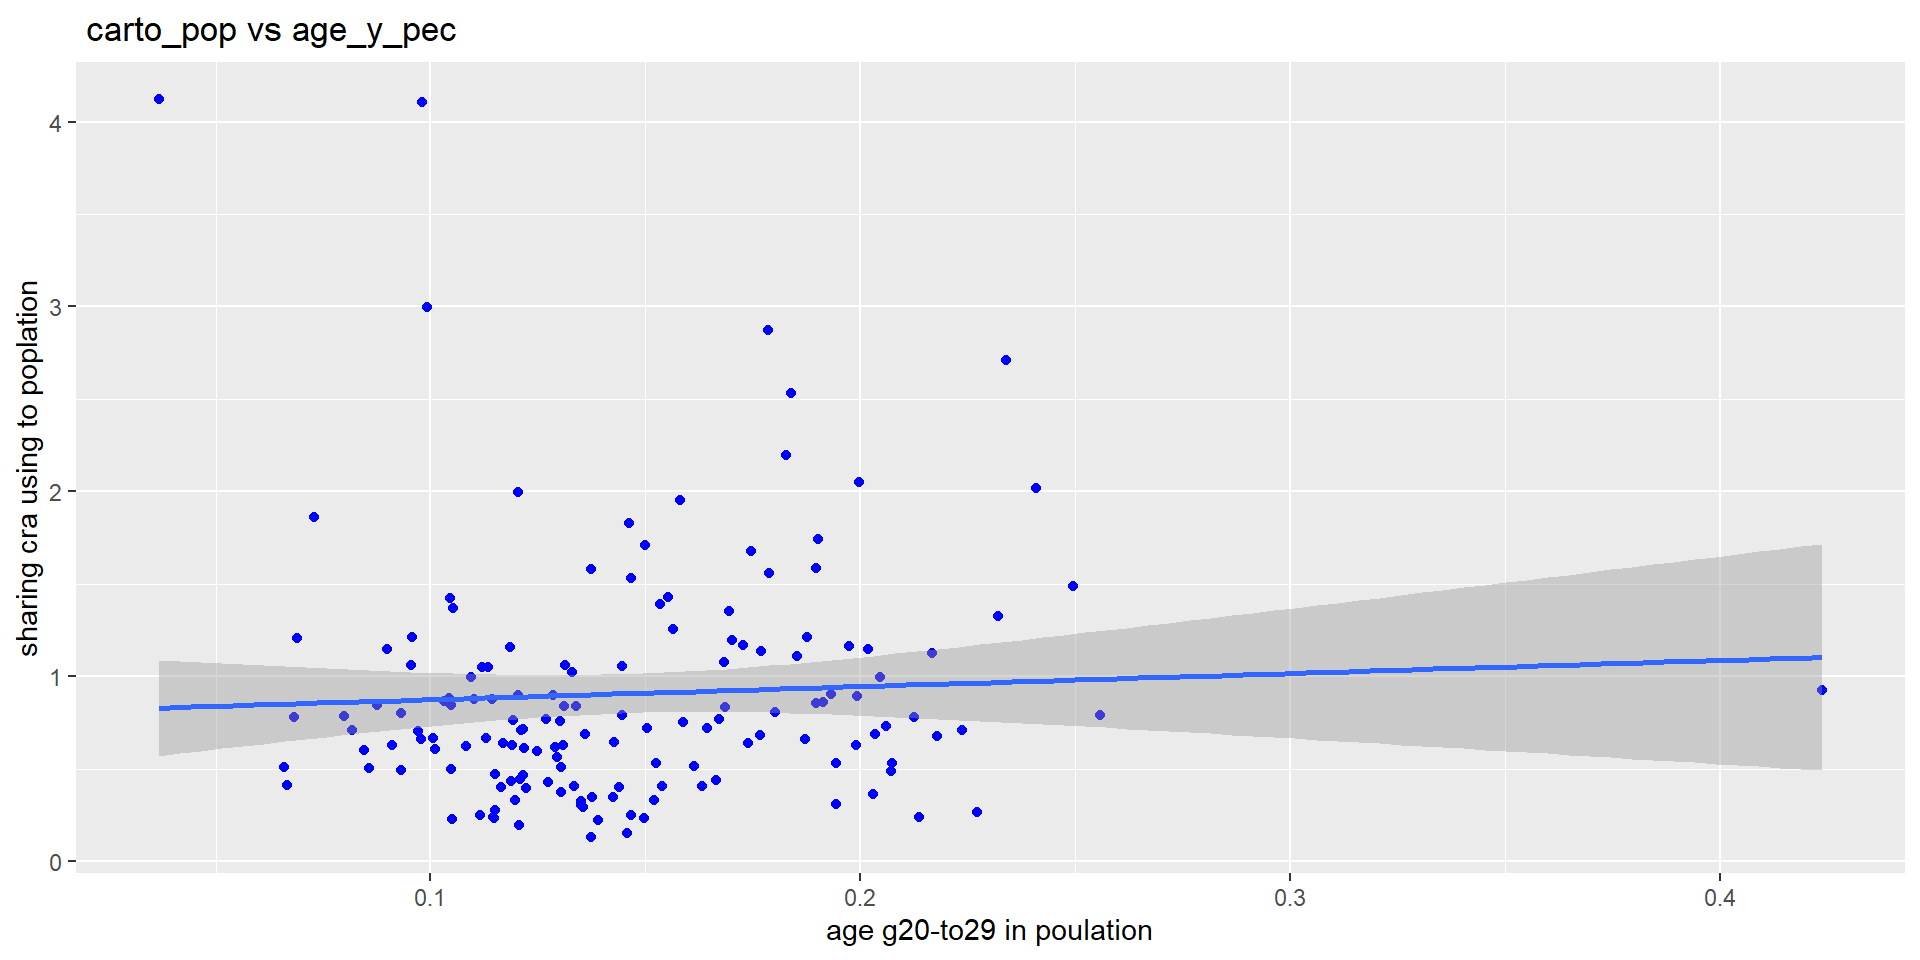 carto_pop vs age_y_pec
4
3
2
1
0
sharing cra using to poplation
0.1 0.2 0.3 0.4
age g20-to29 in poulation